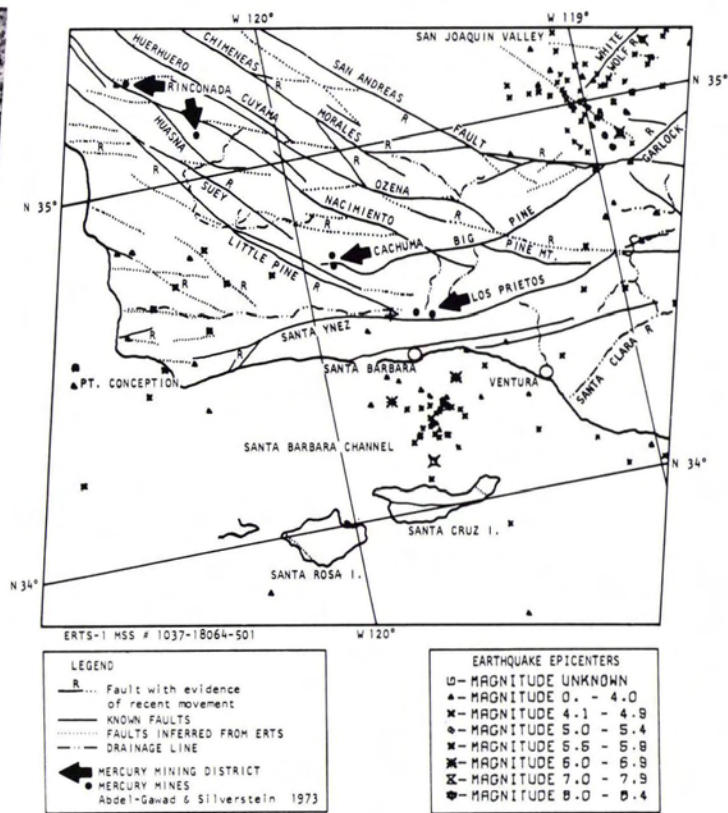 W 120°
W 119°
SAN JOAQUIN VALLEY
WHITE
WOLF R.
HUERHUERO
CHIMENEAS
SAN ANDREAS
R
FAULT
N 35°
RINCONADA
CUYAMA
MORALES
R
R
GARLOCK
HUASNA
R
R
R
R
SUEY
OZENA
N 35°
NACIMIENTO
R
BIG PINE
R
CACHUMA
PINE MT.
LITTLE PINE
LOS PRIETOS
SANTA YNEZ
R
R
SANTA CLARA R
SANTA BARBARA
PT. CONCEPTION
VENTURA
SANTA BARBARA CHANNEL
N 34°
SANTA CRUZ I.
N 34°
SANTA ROSA I.
ERTS-1 MSS # 1037-18064-501
W 120°
LEGEND
R Fault with evidence
of recent movement
KNOWN FAULTS
FAULTS INFERRED FROM ERTS
DRAINAGE LINE
MERCURY MINING DISTRICT
MERCURY MINES
Abdel-Gawad & Silverstein 1973
EARTHQUAKE EPICENTERS
- MAGNITUDE UNKNOWN
- MAGNITUDE 0. - 4.0
- MAGNITUDE 4.1 - 4.9
- MAGNITUDE 5.0 - 5.4
- MAGNITUDE 5.5 - 5.9
- MAGNITUDE 6.0 - 6.9
- MAGNITUDE 7.0 - 7.9
- MAGNITUDE 8.0 - 8.4